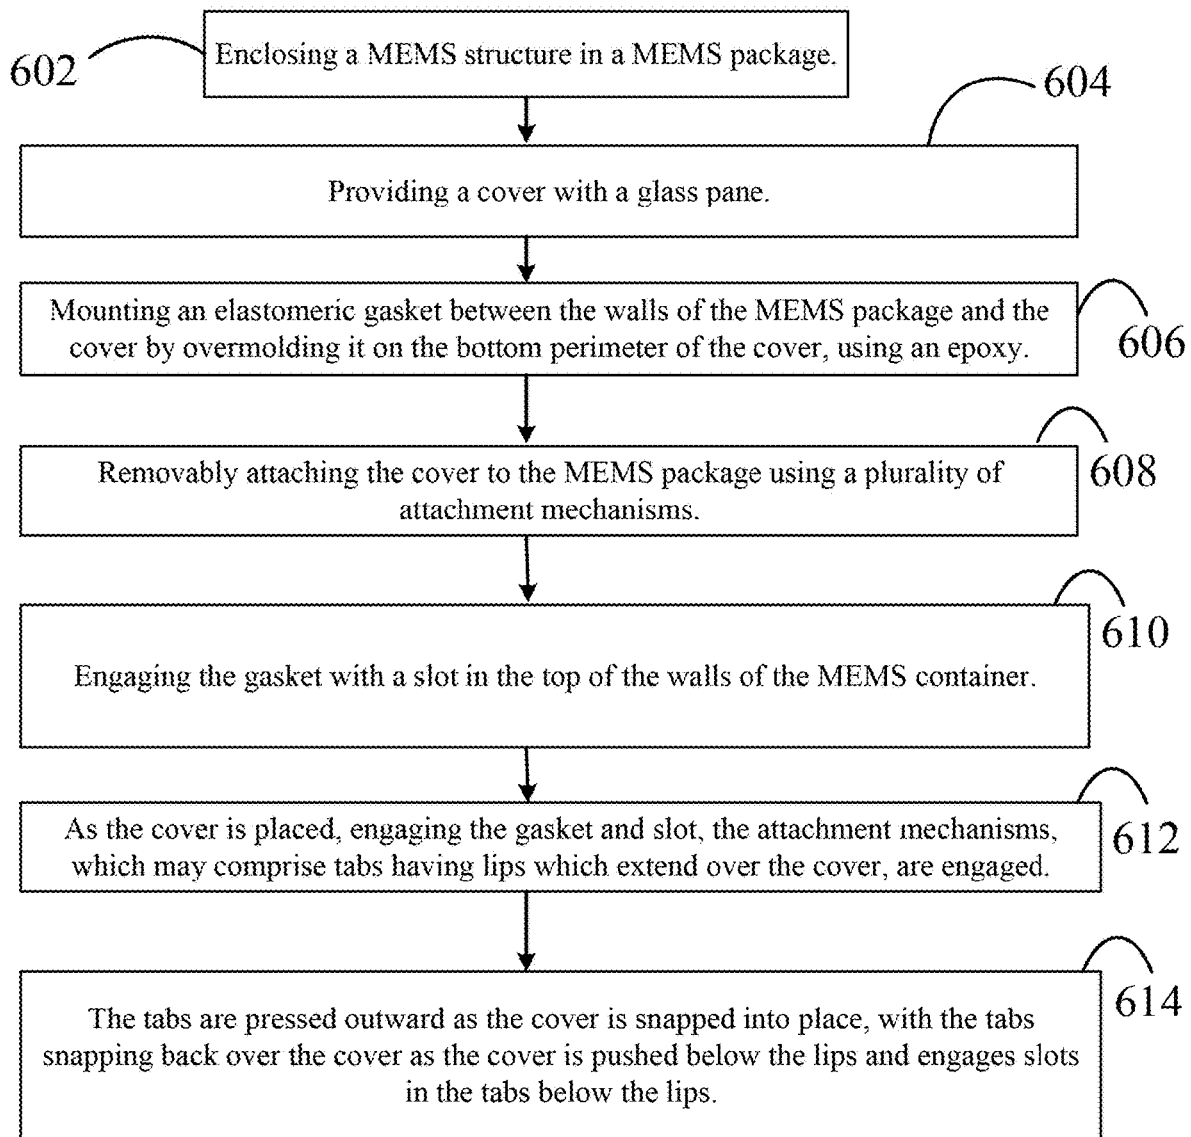 602
Enclosing a MEMS structure in a MEMS package.
604
Providing a cover with a glass pane.
Mounting an elastomeric gasket between the walls of the MEMS package and the
cover by overmolding it on the bottom perimeter of the cover, using an epoxy.
606
Removably attaching the cover to the MEMS package using a plurality of
attachment mechanisms.
608
610
Engaging the gasket with a slot in the top of the walls of the MEMS container.
As the cover is placed, engaging the gasket and slot, the attachment mechanisms,
which may comprise tabs having lips which extend over the cover, are engaged.
612
614
The tabs are pressed outward as the cover is snapped into place, with the tabs
snapping back over the cover as the cover is pushed below the lips and engages slots
in the tabs below the lips.